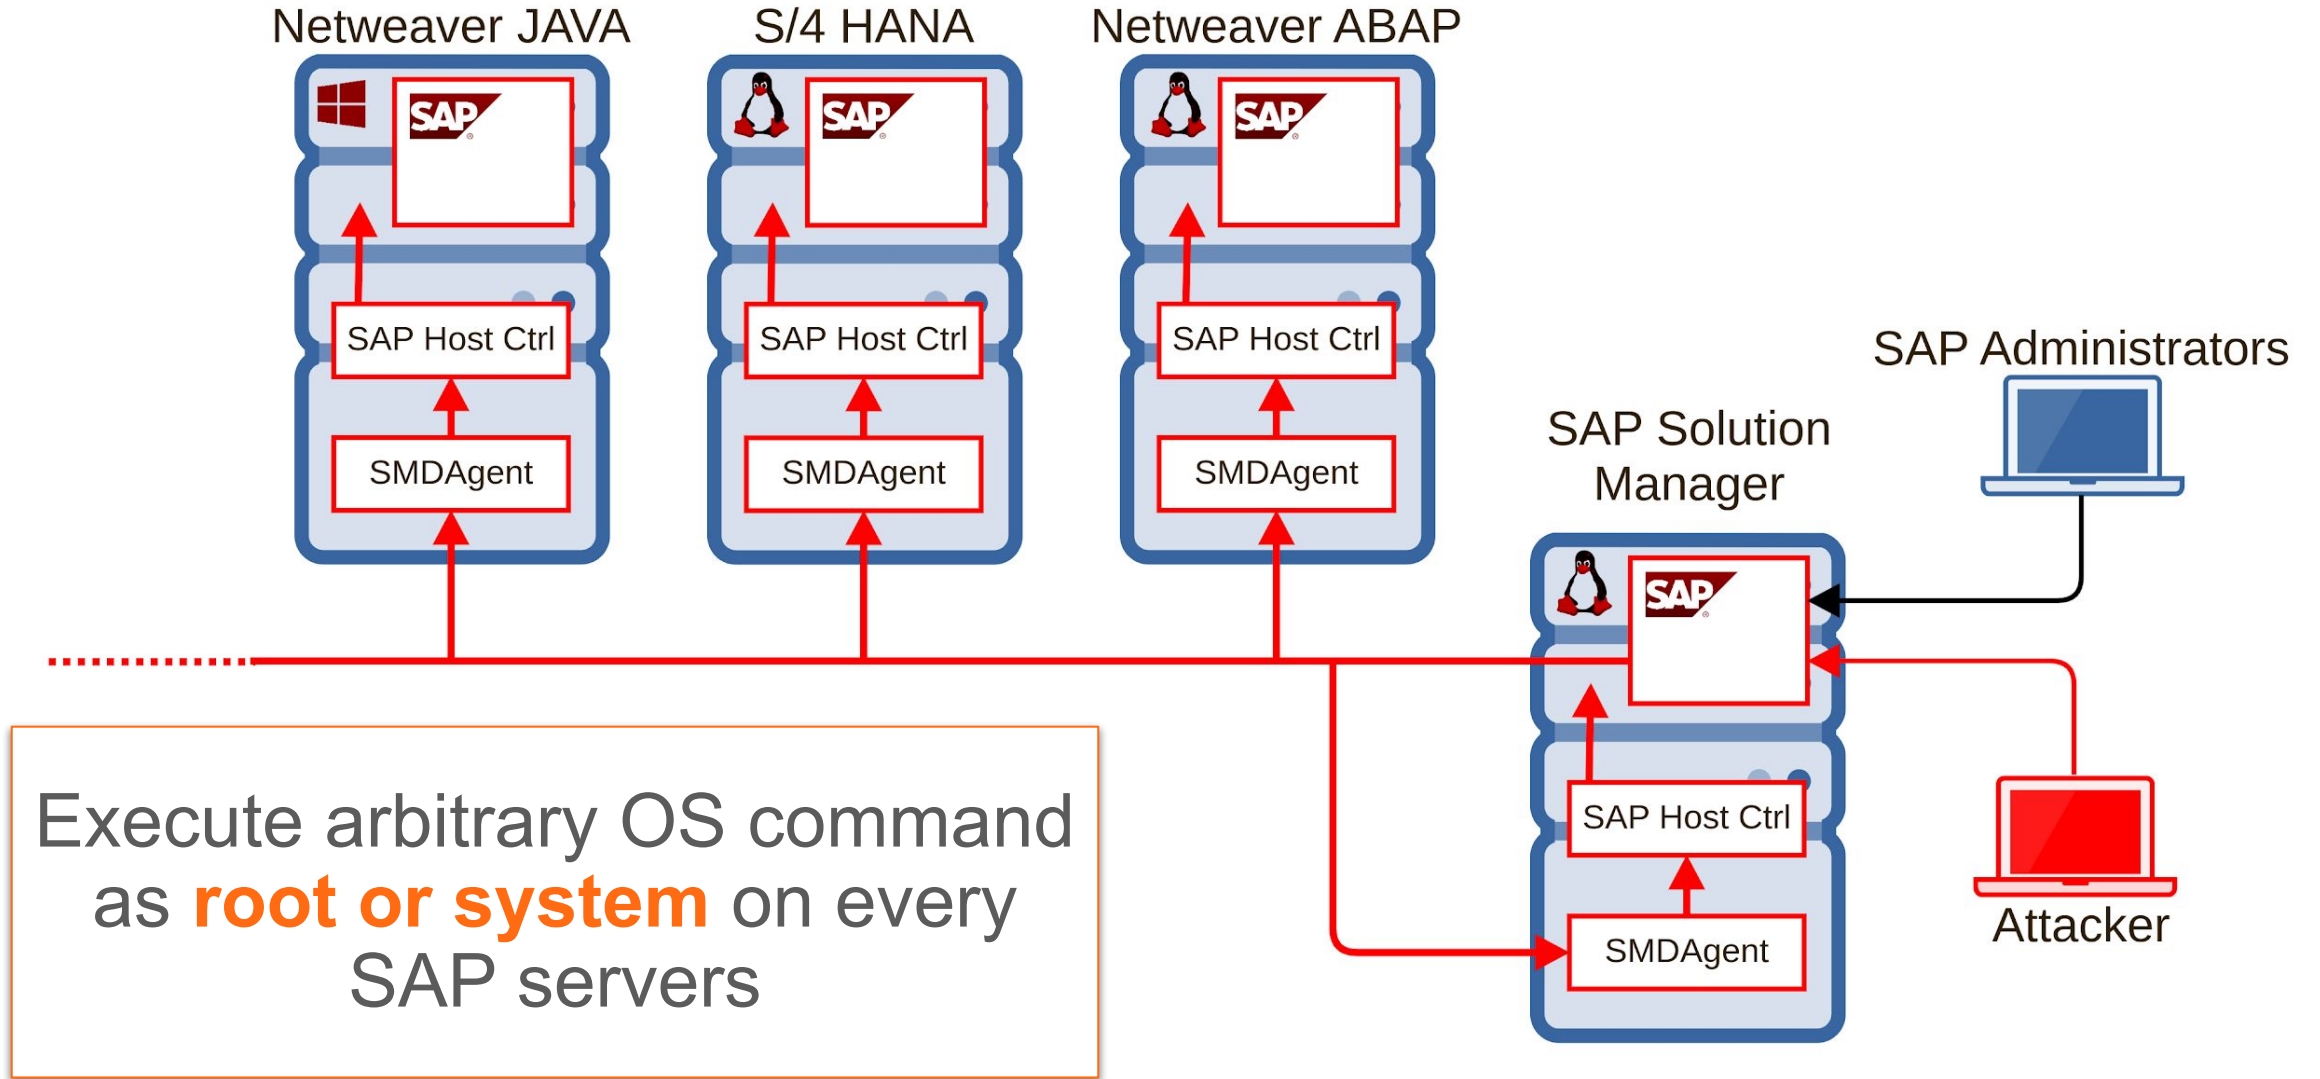 Netweaver JAVA
S/4 HANA
Netweaver ABAP
SAP
SAP
SAP
SAP Host Ctrl
SAP Host Ctrl
SAP Host Ctrl
SMDAgent
SMDAgent
SMDAgent
SAP Administrators
SAP Solution
Manager
SAP
SAP Host Ctrl
SMDAgent
Attacker
Execute arbitrary OS command
as root or system on every
SAP servers